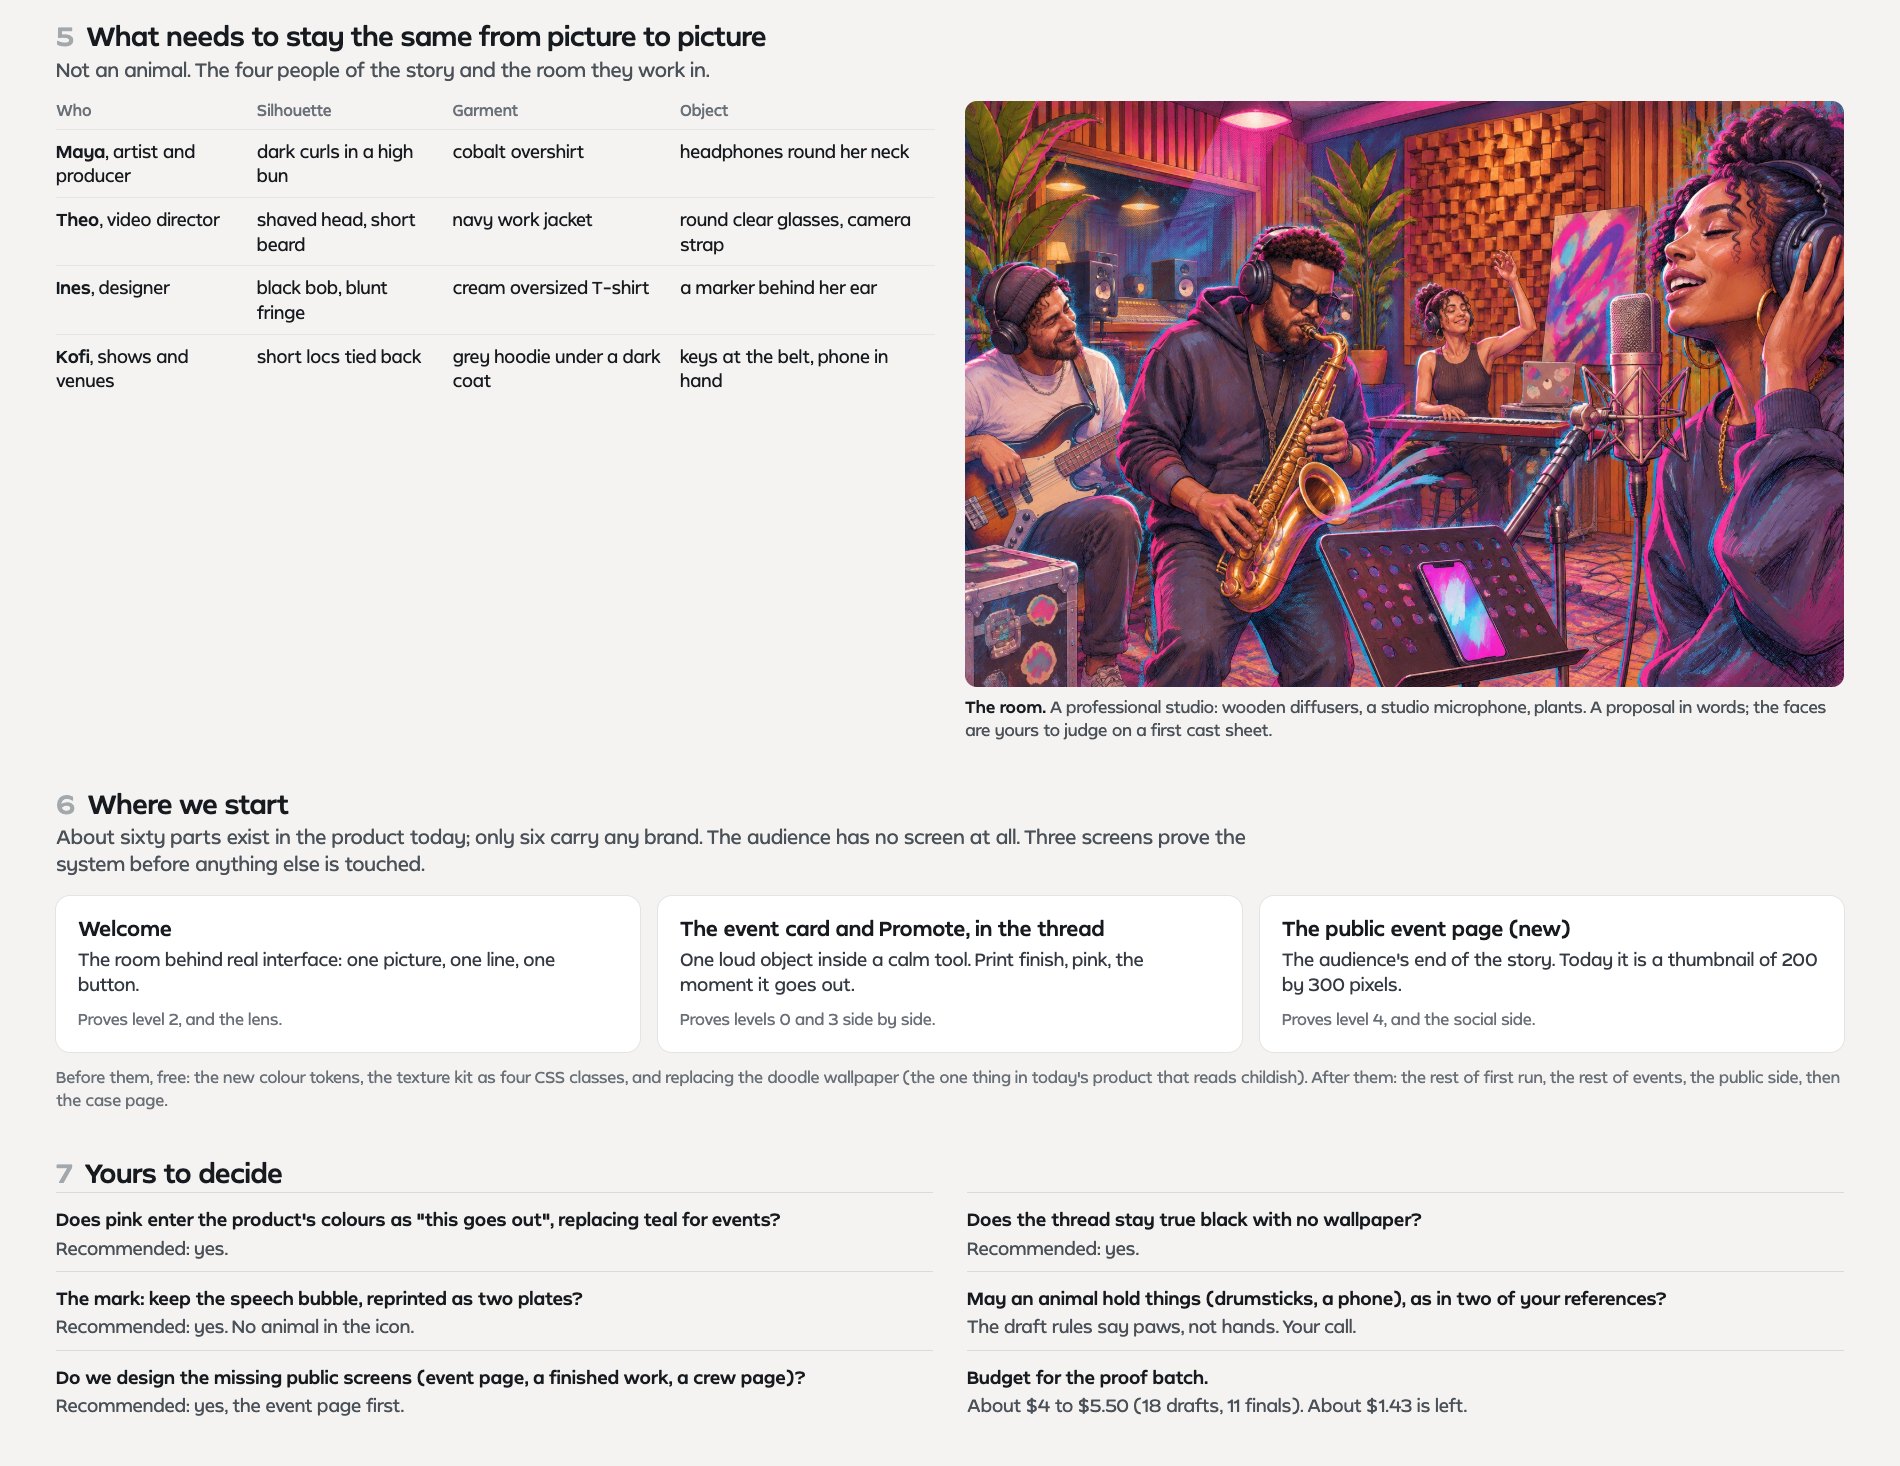 5 What needs to stay the same from picture to picture
Not an animal. The four people of the story and the room they work in.
Who Silhouette Garment Object
Maya, artist and producer dark curls in a high bun cobalt overshirt headphones round her neck
Theo, video director shaved head, short beard navy work jacket round clear glasses, camera strap
Ines, designer black bob, blunt fringe cream oversized T-shirt a marker behind her ear
Kofi, shows and venues short locs tied back grey hoodie under a dark coat keys at the belt, phone in hand
The room. A professional studio: wooden diffusers, a studio microphone, plants. A proposal in words; the faces
are yours to judge on a first cast sheet.
6 Where we start
About sixty parts exist in the product today; only six carry any brand. The audience has no screen at all. Three screens prove the
system before anything else is touched.
Welcome
The room behind real interface: one picture, one line, one
button.
Proves level 2, and the lens.
The event card and Promote, in the thread
One loud object inside a calm tool. Print finish, pink, the
moment it goes out.
Proves levels 0 and 3 side by side.
The public event page (new)
The audience's end of the story. Today it is a thumbnail of 200
by 300 pixels.
Proves level 4, and the social side.
Before them, free: the new colour tokens, the texture kit as four CSS classes, and replacing the doodle wallpaper (the one thing in today's product that reads childish). After them: the rest of first run, the rest of events, the public side, then
the case page.
7 Yours to decide
Does pink enter the product's colours as "this goes out", replacing teal for events?
Recommended: yes.
Does the thread stay true black with no wallpaper?
Recommended: yes.
The mark: keep the speech bubble, reprinted as two plates?
Recommended: yes. No animal in the icon.
May an animal hold things (drumsticks, a phone), as in two of your references?
The draft rules say paws, not hands. Your call.
Do we design the missing public screens (event page, a finished work, a crew page)?
Recommended: yes, the event page first.
Budget for the proof batch.
About $4 to $5.50 (18 drafts, 11 finals). About $1.43 is left.